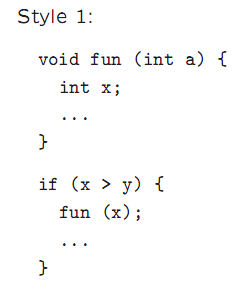 Style 1:
void fun (int a) {
int x;
...
}
if (x > y) {
fun (x);
...
}